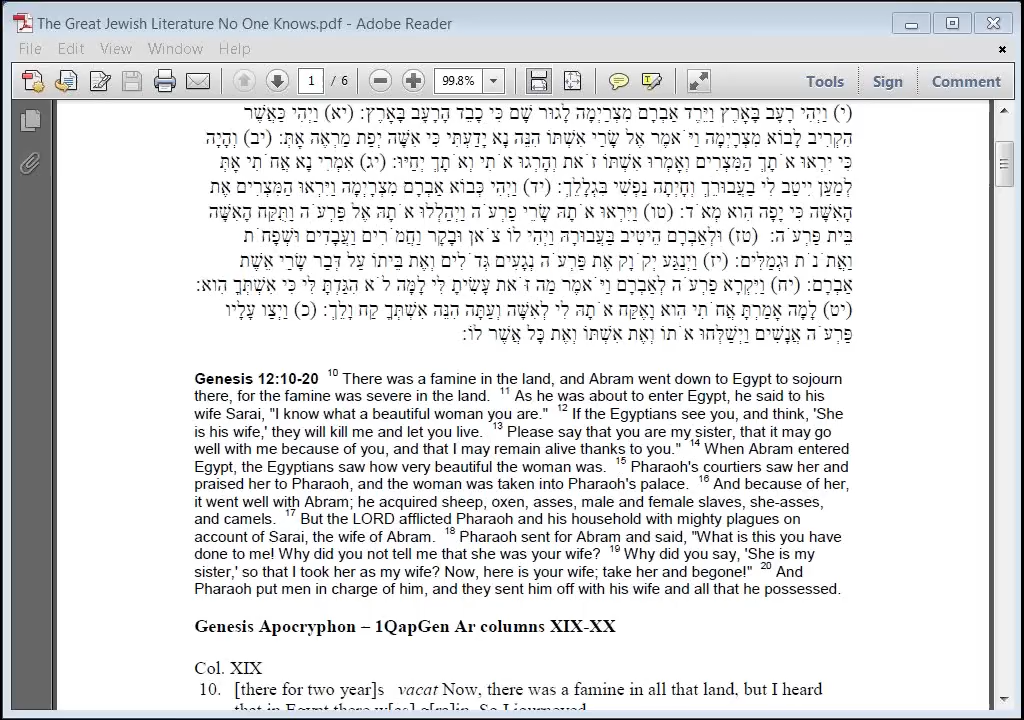 The Great Jewish Literature No One Knows.pdf - Adobe Reader
File Edit View Window Help
1 / 6 99.8% Tools Sign Comment
(י) וַיְהִי רָעָב בָּאָרֶץ וַיֵּרֶד אַבְרָם מִצְרַיְמָה לָגוּר שָׁם כִּי כָבֵד הָרָעָב בָּאָרֶץ: (יא) וַיְהִי כַּאֲשֶׁר
הִקְרִיב לָבוֹא מִצְרָיְמָה וַיֹּאמֶר אֶל שָׂרַי אִשְׁתּוֹ הִנֵּה נָא יָדַעְתִּי כִּי אִשָּׁה יְפַת מַרְאֶה אָתְּ: (יב) וְהָיָה
כִּי יִרְאוּ אֹתָךְ הַמִּצְרִים וְאָמְרוּ אִשְׁתּוֹ זֹאת וְהָרְגוּ אֹתִי וְאֹתָךְ יְחַיּוּ: (יג) אִמְרִי נָא אֲחֹתִי אָתְּ
לְמַעַן יִיטַב לִי בַעֲבוּרֵךְ וְחָיְתָה נַפְשִׁי בִּגְלָלֵךְ: (יד) וַיְהִי כְּבוֹא אַבְרָם מִצְרָיְמָה וַיִּרְאוּ הַמִּצְרִים אֶת
הָאִשָּׁה כִּי יָפָה הִוא מְאֹד: (טו) וַיִּרְאוּ אֹתָהּ שָׂרֵי פַרְעֹה וַיְהַלְלוּ אֹתָהּ אֶל פַּרְעֹה וַתֻּקַּח הָאִשָּׁה
בֵּית פַּרְעֹה: (טז) וּלְאַבְרָם הֵיטִיב בַּעֲבוּרָהּ וַיְהִי לוֹ צֹאן וּבָקָר וַחֲמֹרִים וַעֲבָדִים וּשְׁפָחֹת
וַאֲתֹנֹת וּגְמַלִּים: (יז) וַיְנַגַּע יְקֹוָק אֶת פַּרְעֹה נְגָעִים גְּדֹלִים וְאֶת בֵּיתוֹ עַל דְּבַר שָׂרַי אֵשֶׁת
אַבְרָם: (יח) וַיִּקְרָא פַרְעֹה לְאַבְרָם וַיֹּאמֶר מַה זֹּאת עָשִׂיתָ לִּי לָמָּה לֹא הִגַּדְתָּ לִּי כִּי אִשְׁתְּךָ הִוא:
(יט) לָמָה אָמַרְתָּ אֲחֹתִי הִוא וָאֶקַּח אֹתָהּ לִי לְאִשָּׁה וְעַתָּה הִנֵּה אִשְׁתְּךָ קַח וָלֵךְ: (כ) וַיְצַו עָלָיו
פַּרְעֹה אֲנָשִׁים וַיְשַׁלְּחוּ אֹתוֹ וְאֶת אִשְׁתּוֹ וְאֶת כָּל אֲשֶׁר לוֹ:
Genesis 12:10-20 10 There was a famine in the land, and Abram went down to Egypt to sojourn
there, for the famine was severe in the land. 11 As he was about to enter Egypt, he said to his
wife Sarai, "I know what a beautiful woman you are." 12 If the Egyptians see you, and think, 'She
is his wife,' they will kill me and let you live. 13 Please say that you are my sister, that it may go
well with me because of you, and that I may remain alive thanks to you." 14 When Abram entered
Egypt, the Egyptians saw how very beautiful the woman was. 15 Pharaoh's courtiers saw her and
praised her to Pharaoh, and the woman was taken into Pharaoh's palace. 16 And because of her,
it went well with Abram; he acquired sheep, oxen, asses, male and female slaves, she-asses,
and camels. 17 But the LORD afflicted Pharaoh and his household with mighty plagues on
account of Sarai, the wife of Abram. 18 Pharaoh sent for Abram and said, "What is this you have
done to me! Why did you not tell me that she was your wife? 19 Why did you say, 'She is my
sister,' so that I took her as my wife? Now, here is your wife; take her and begone!" 20 And
Pharaoh put men in charge of him, and they sent him off with his wife and all that he possessed.
Genesis Apocryphon – 1QapGen Ar columns XIX-XX
Col. XIX
10. [there for two year]s vacat Now, there was a famine in all that land, but I heard
that in Egypt there w[as] g[ra]in. So I journeyed